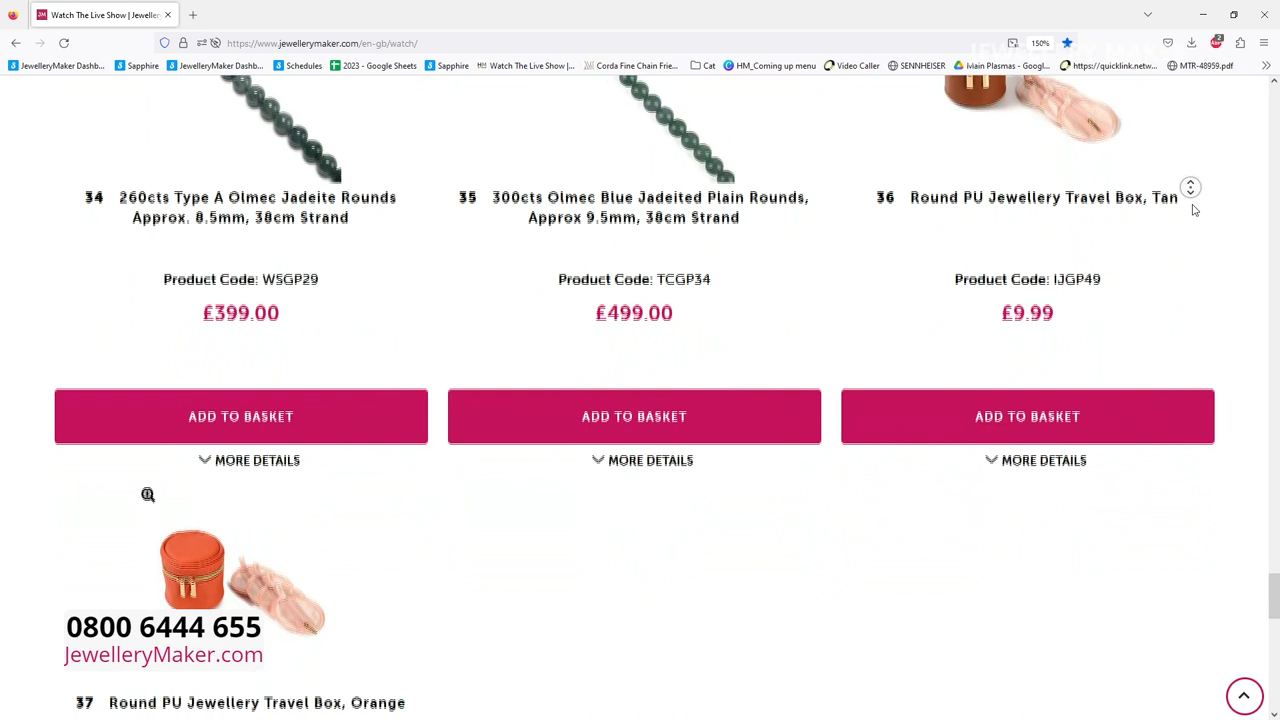 Watch The Live Show | Jeweller
https://www.jewellerymaker.com/en-gb/watch/
150%
2
JewelleryMaker Dashb...
Sapphire
JewelleryMaker Dashb...
Schedules
2023 - Google Sheets
Sapphire
Watch The Live Show |...
Corda Fine Chain Frie...
Cat
HM_Coming up menu
Video Caller
SENNHEISER
Main Plasmas - Googl...
https://quicklink.netw...
MTR-48959.pdf
34 260cts Type A Olmec Jadeite Rounds
Approx. 8.5mm, 38cm Strand
Product Code: WSGP29
£399.00
ADD TO BASKET
MORE DETAILS
35 300cts Olmec Blue Jadeited Plain Rounds,
Approx 9.5mm, 38cm Strand
Product Code: TCGP34
£499.00
ADD TO BASKET
MORE DETAILS
36 Round PU Jewellery Travel Box, Tan
Product Code: IJGP49
£9.99
ADD TO BASKET
MORE DETAILS
0800 6444 655
JewelleryMaker.com
37 Round PU Jewellery Travel Box, Orange